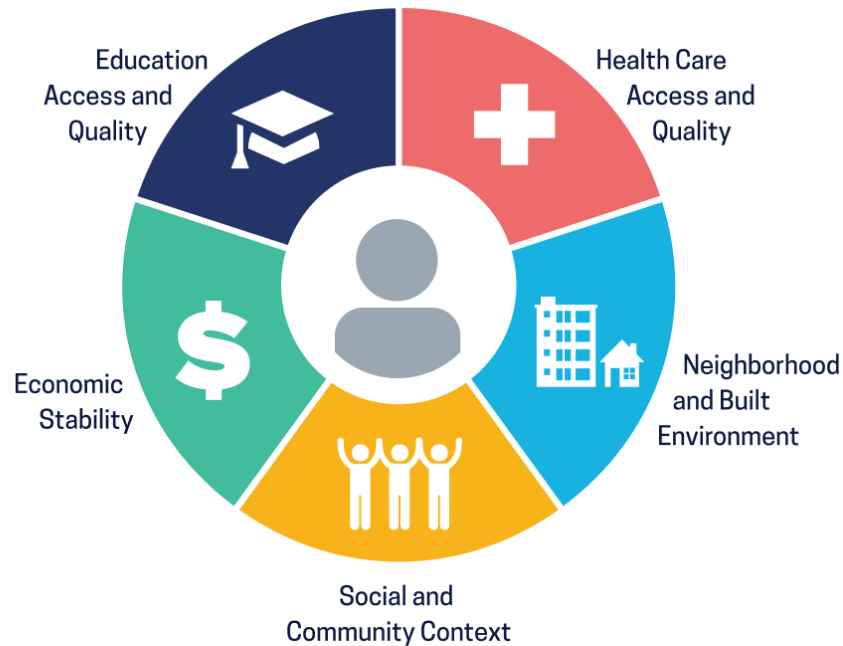 Education
Access and
Quality
Health Care
Access and
Quality
$
Economic
Stability
Neighborhood
and Built
Environment
Social and
Community Context